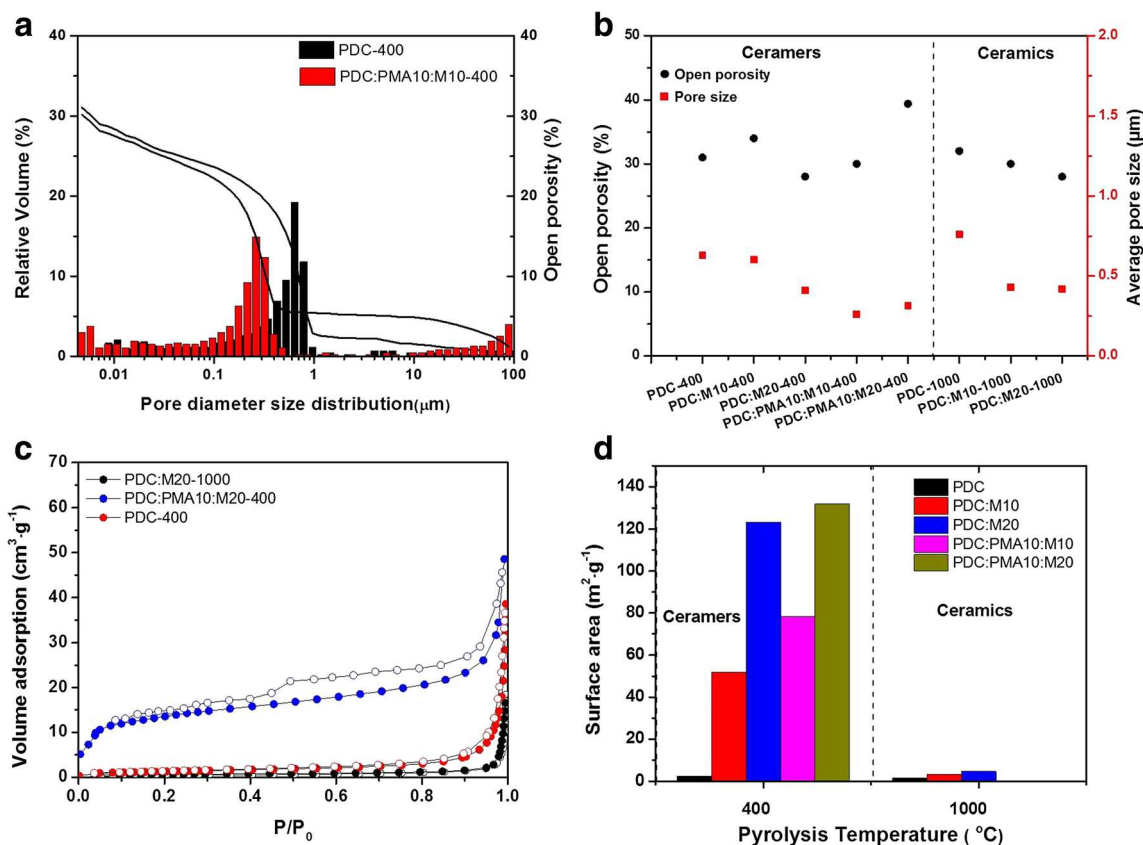 a
PDC-400
PDC:PMA10:M10-400
40
30
20
10
0
40
30
20
10
0
Relative Volume (%)
Open porosity (%)
0.01
0.1
1
10
100
Pore diameter size distribution(μm)
b
Ceramers
Ceramics
Open porosity
Pore size
50
40
30
20
10
0
2.0
1.5
1.0
0.5
0.0
Open porosity (%)
Average pore size (μm)
PDC-400
PDC:M10-400
PDC:M20-400
PDC:PMA10:M10-400
PDC:PMA10:M20-400
PDC-1000
PDC:M10-1000
PDC:M20-1000
c
PDC:M20-1000
PDC:PMA10:M20-400
PDC-400
70
60
50
40
30
20
10
0
Volume adsorption (cm³·g⁻¹)
0.0
0.2
0.4
0.6
0.8
1.0
P/P₀
d
PDC
PDC:M10
PDC:M20
PDC:PMA10:M10
PDC:PMA10:M20
Ceramers
Ceramics
140
120
100
80
60
40
20
0
Surface area (m²·g⁻¹)
400
1000
Pyrolysis Temperature ( °C)